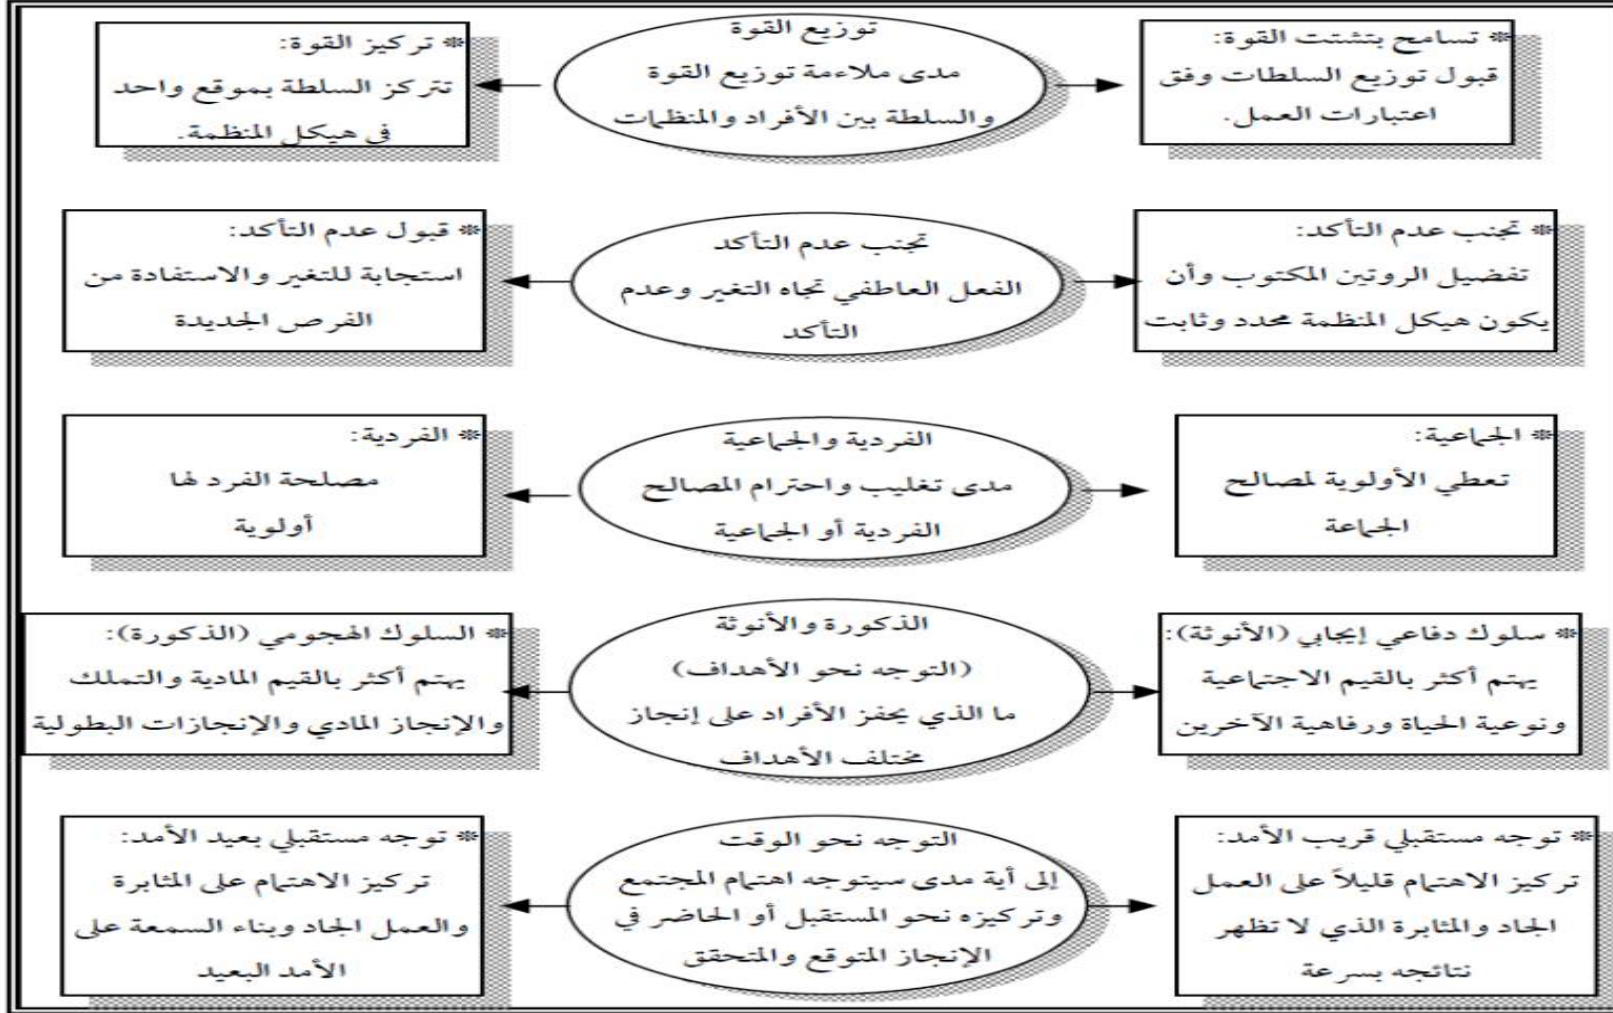 * تسامح بتشتت القوة:
قبول توزيع السلطات وفق
اعتبارات العمل.
توزيع القوة
مدى ملاءمة توزيع القوة
والسلطة بين الأفراد والمنظمات
* تركيز القوة:
تتركز السلطة بموقع واحد
في هيكل المنظمة.
* تجنب عدم التأكد:
تفضيل الروتين المكتوب وأن
يكون هيكل المنظمة محدد وثابت
تجنب عدم التأكد
الفعل العاطفي تجاه التغير وعدم
التأكد
* قبول عدم التأكد:
استجابة للتغير والاستفادة من
الفرص الجديدة
* الجماعية:
تعطي الأولوية لمصالح
الجماعة
الفردية والجماعية
مدى تغليب واحترام المصالح
الفردية أو الجماعية
* الفردية:
مصلحة الفرد لها
أولوية
* سلوك دفاعي إيجابي (الأنوثة):
يهتم أكثر بالقيم الاجتماعية
ونوعية الحياة ورفاهية الآخرين
الذكورة والأنوثة
(التوجه نحو الأهداف)
ما الذي يحفز الأفراد على إنجاز
مختلف الأهداف
* السلوك الهجومي (الذكورة):
يهتم أكثر بالقيم المادية والتملك
والإنجاز المادي والإنجازات البطولية
* توجه مستقبلي قريب الأمد:
تركيز الاهتمام قليلاً على العمل
الجاد والمثابرة الذي لا تظهر
نتائجه بسرعة
التوجه نحو الوقت
إلى أية مدى سيتوجه اهتمام المجتمع
وتركيزه نحو المستقبل أو الحاضر في
الإنجاز المتوقع والمتحقق
* توجه مستقبلي بعيد الأمد:
تركيز الاهتمام على المثابرة
والعمل الجاد وبناء السمعة على
الأمد البعيد